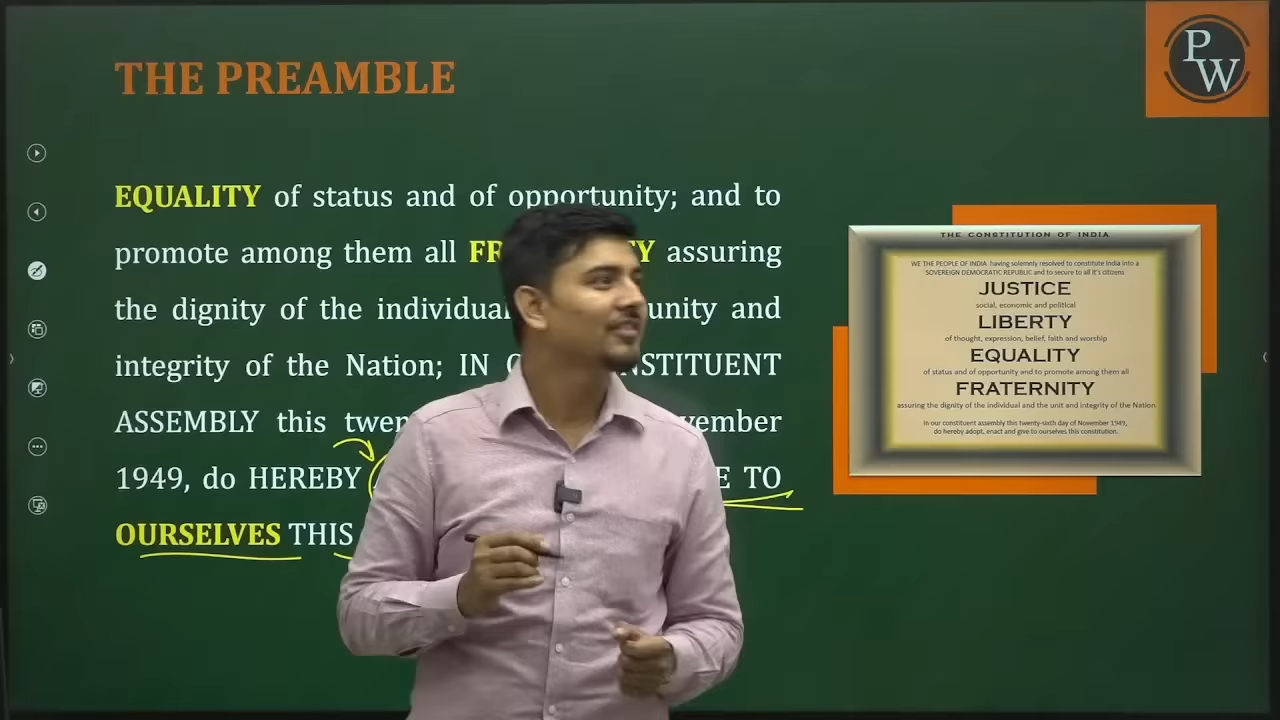 THE PREAMBLE
EQUALITY of status and of opportunity; and to
promote among them all assuring
the dignity of the individual unity and
integrity of the Nation; IN
ASSEMBLY this
1949, do HEREBY TO
OURSELVES THIS
PW
THE CONSTITUTION OF INDIA
WE THE PEOPLE OF INDIA having solemnly resolved to constitute India into a
SOVEREIGN DEMOCRATIC REPUBLIC and to secure to all it's citizens
JUSTICE
social, economic and political
LIBERTY
of thought, expression, belief, faith and worship
EQUALITY
of status and of opportunity and to promote among them all
FRATERNITY
assuring the dignity of the individual and the unit and integrity of the Nation
In our constituent assembly this twenty-sixth day of November 1949,
do hereby adopt, enact and give to ourselves this constitution.